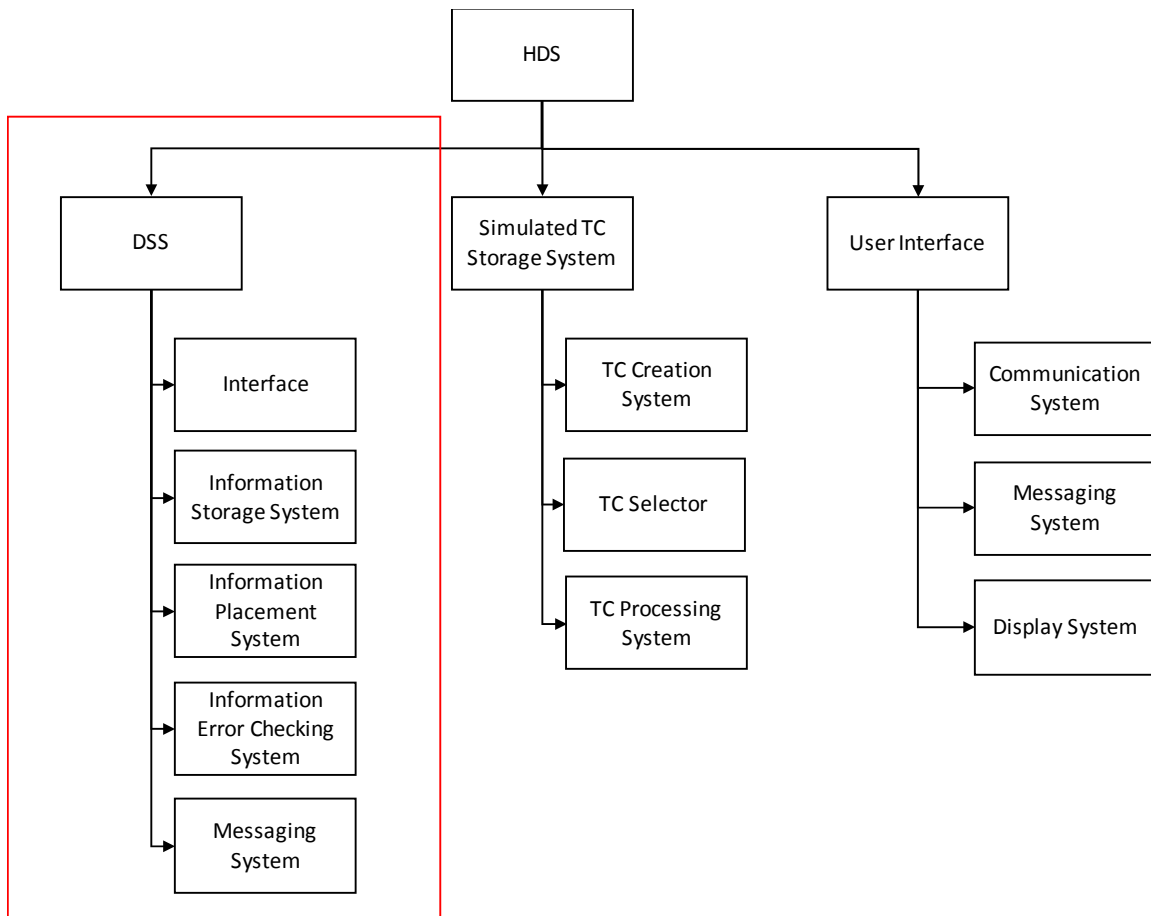 HDS
DSS
Simulated TC
Storage System
User Interface
Interface
Information
Storage System
Information
Placement
System
Information
Error Checking
System
Messaging
System
TC Creation
System
TC Selector
TC Processing
System
Communication
System
Messaging
System
Display System